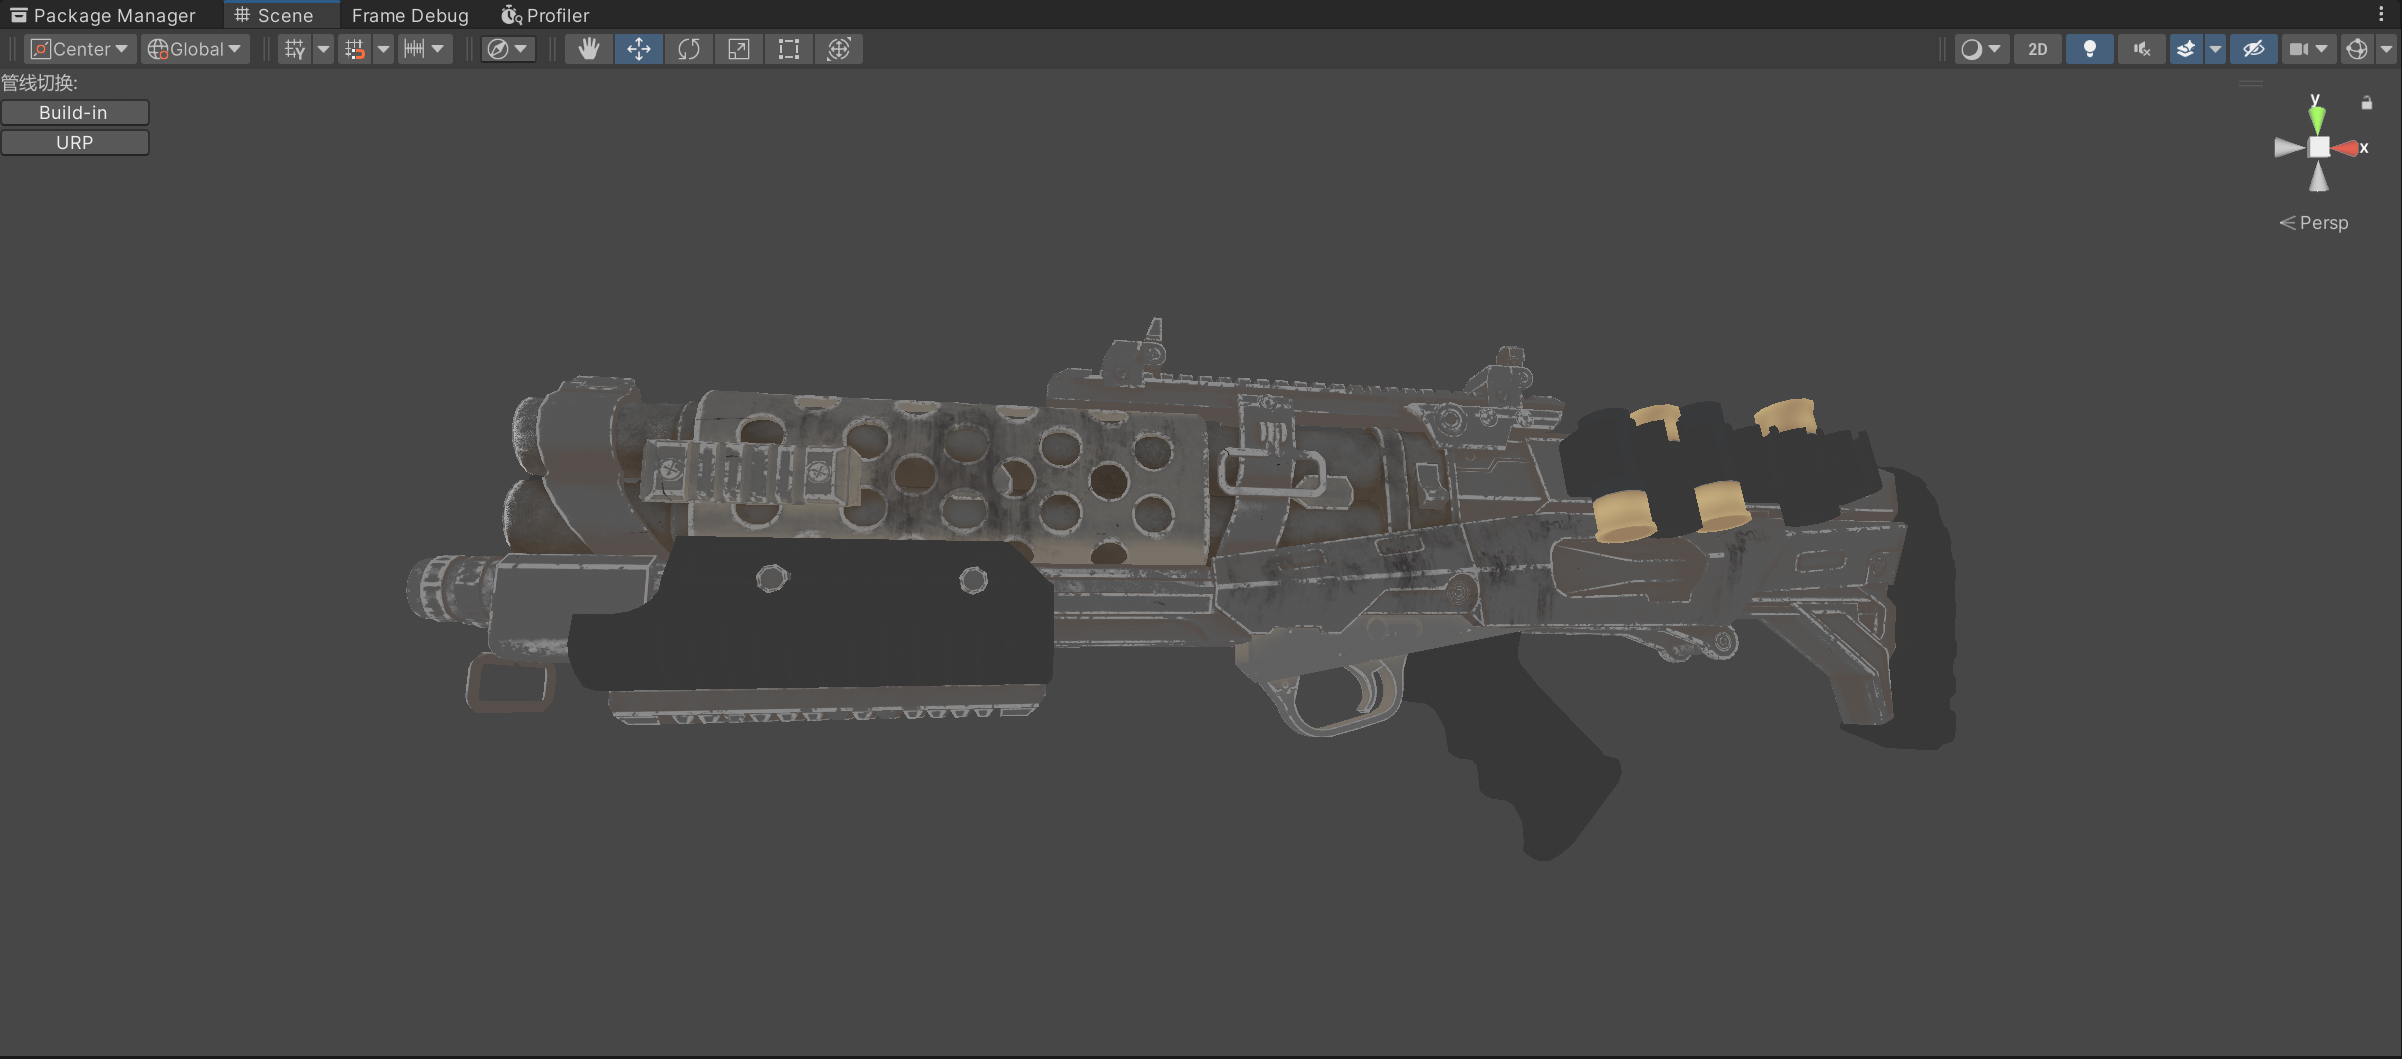 Package Manager
Scene
Frame Debug
Profiler
Center
Global
2D
管线切换:
Build-in
URP
y
x
Persp